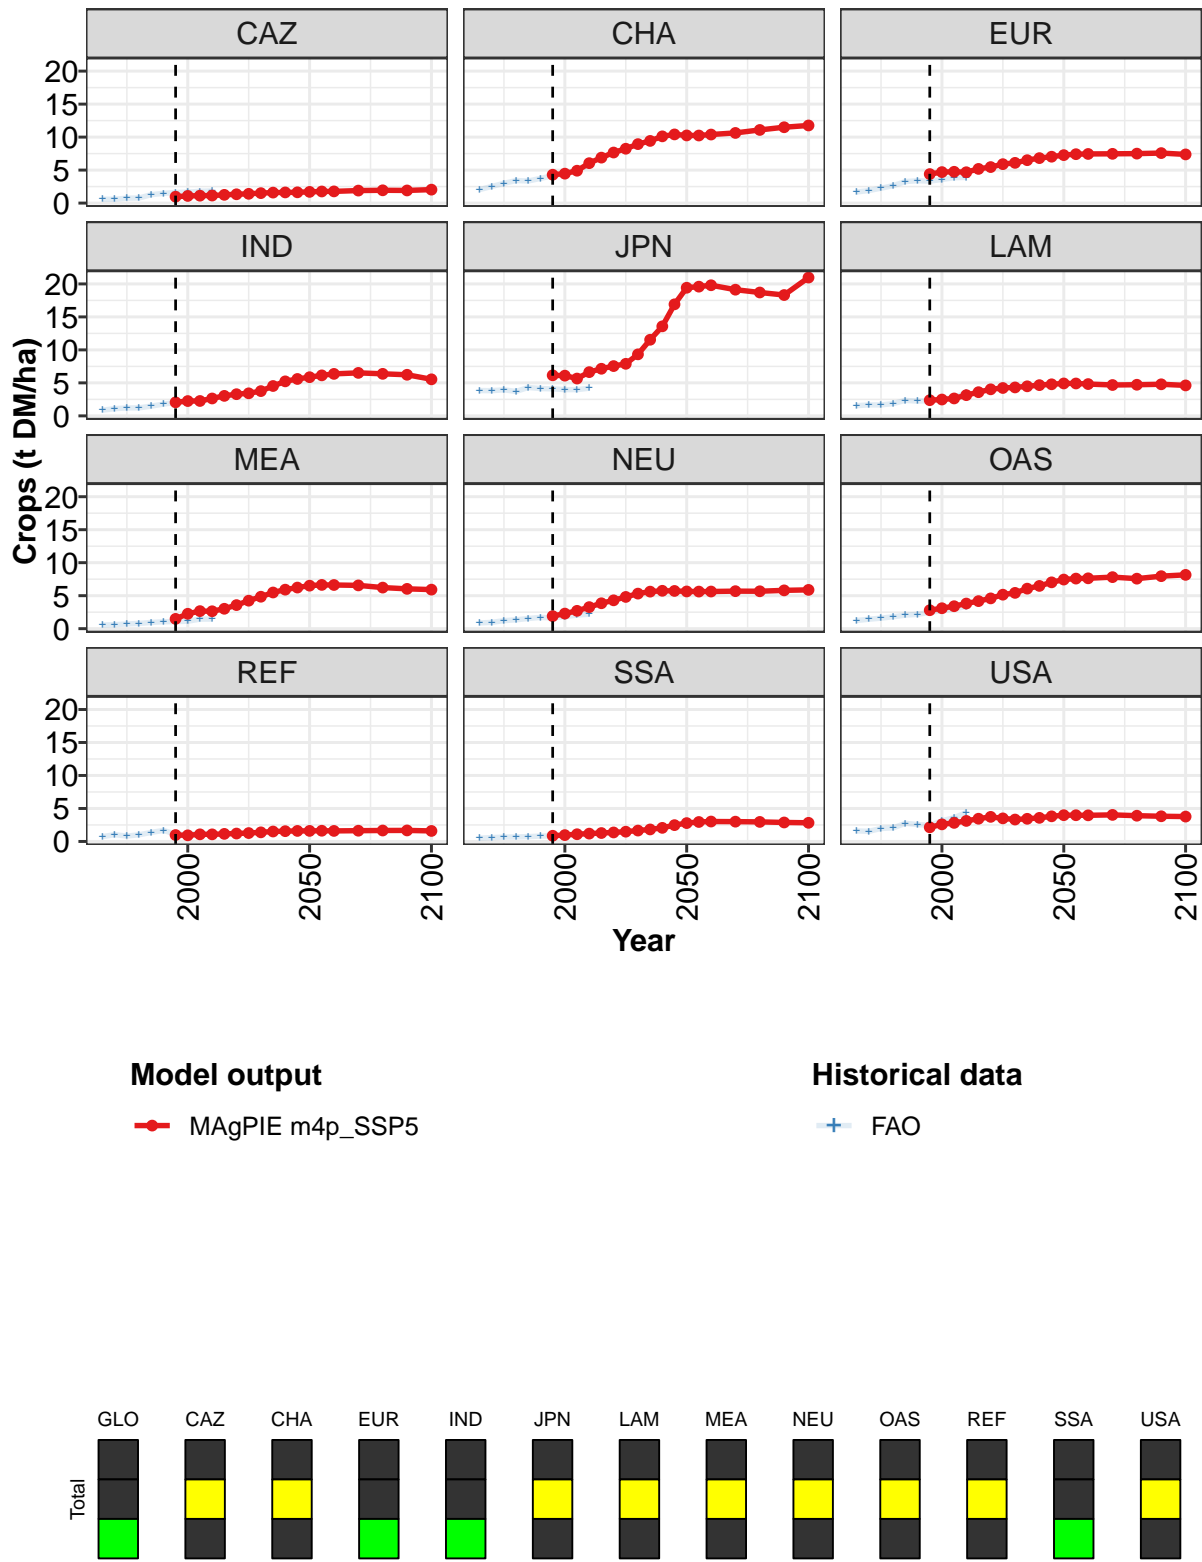 CAZ CHA EUR
20
15
10
5
0
IND JPN LAM
20
15
10
5
0
MEA NEU OAS
20
15
10
5
0
REF SSA USA
20
15
10
5
0
Crops (t DM/ha)
2000 2050 2100 2000 2050 2100 2000 2050 2100
Year
Model output Historical data
MAgPIE m4p_SSP5 FAO
GLO CAZ CHA EUR IND JPN LAM MEA NEU OAS REF SSA USA
Total